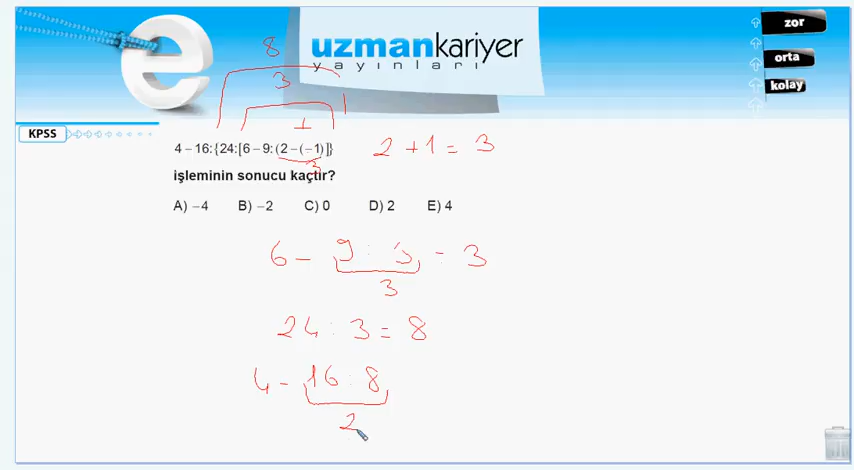 zor
8
uzmankariyer
yayınları
orta
3
kolay
1
1
KPSS
4 – 16:{24:[6 – 9:(2 – (–1)]} 2 + 1 = 3
3
işleminin sonucu kaçtır?
A) –4 B) –2 C) 0 D) 2 E) 4
6 - 9 : 3 = 3
3
24 : 3 = 8
4 - 16 : 8
2